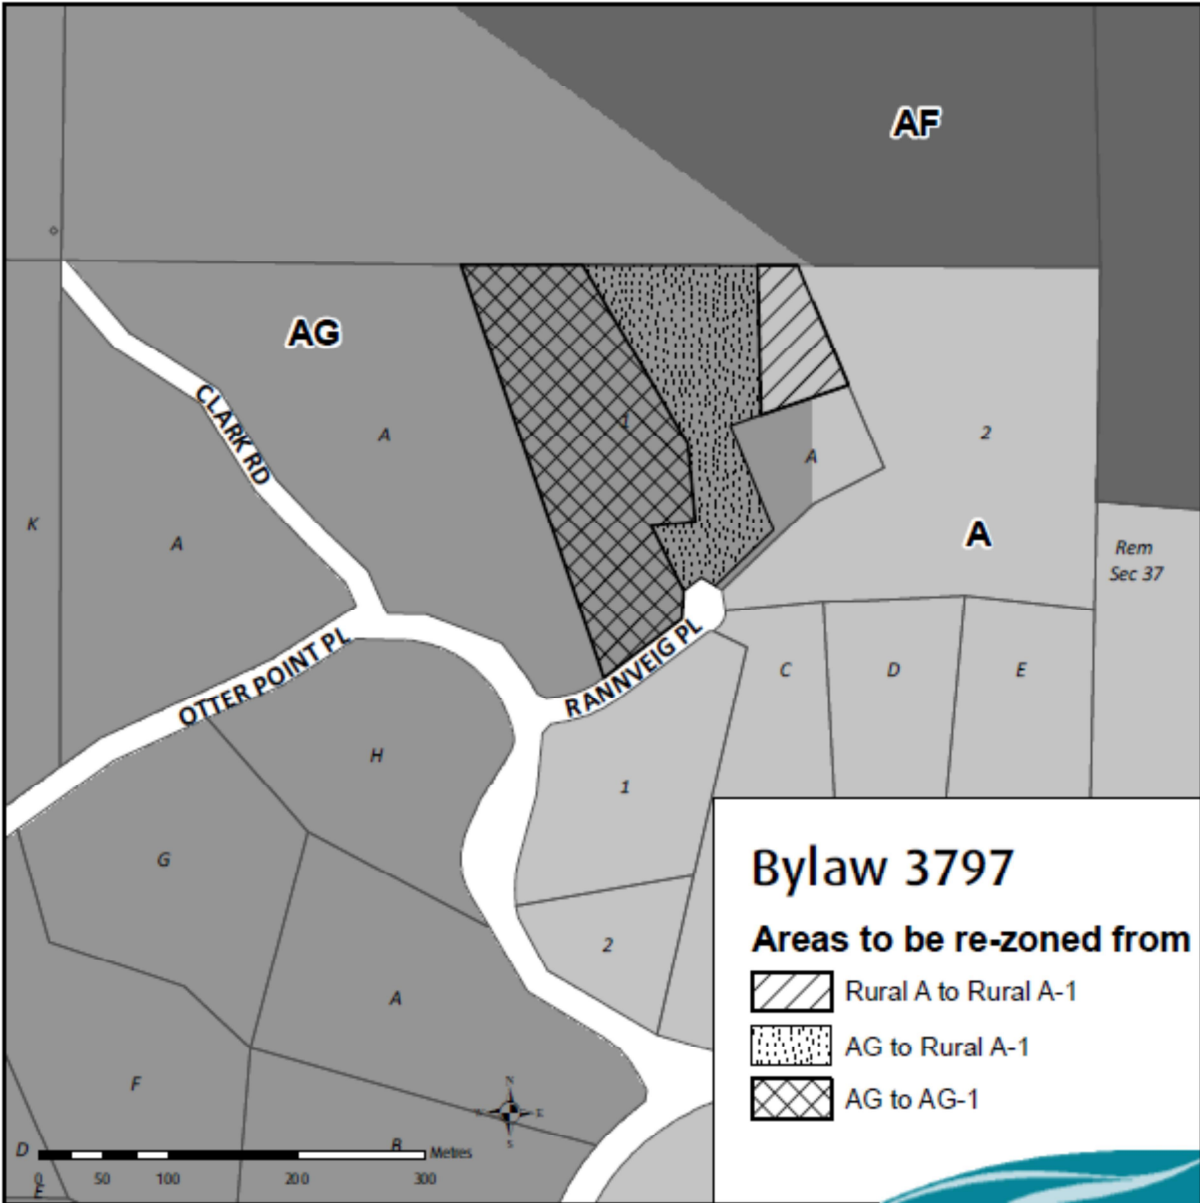 AF
AG
CLARK RD
A
1
A
2
K
A
A
Rem
Sec 37
OTTER POINT PL
RANNVEIG PL
C
D
E
H
1
G
2
A
F
B
D
E
N
E
S
Metres
0
50
100
200
300
Bylaw 3797
Areas to be re-zoned from
Rural A to Rural A-1
AG to Rural A-1
AG to AG-1